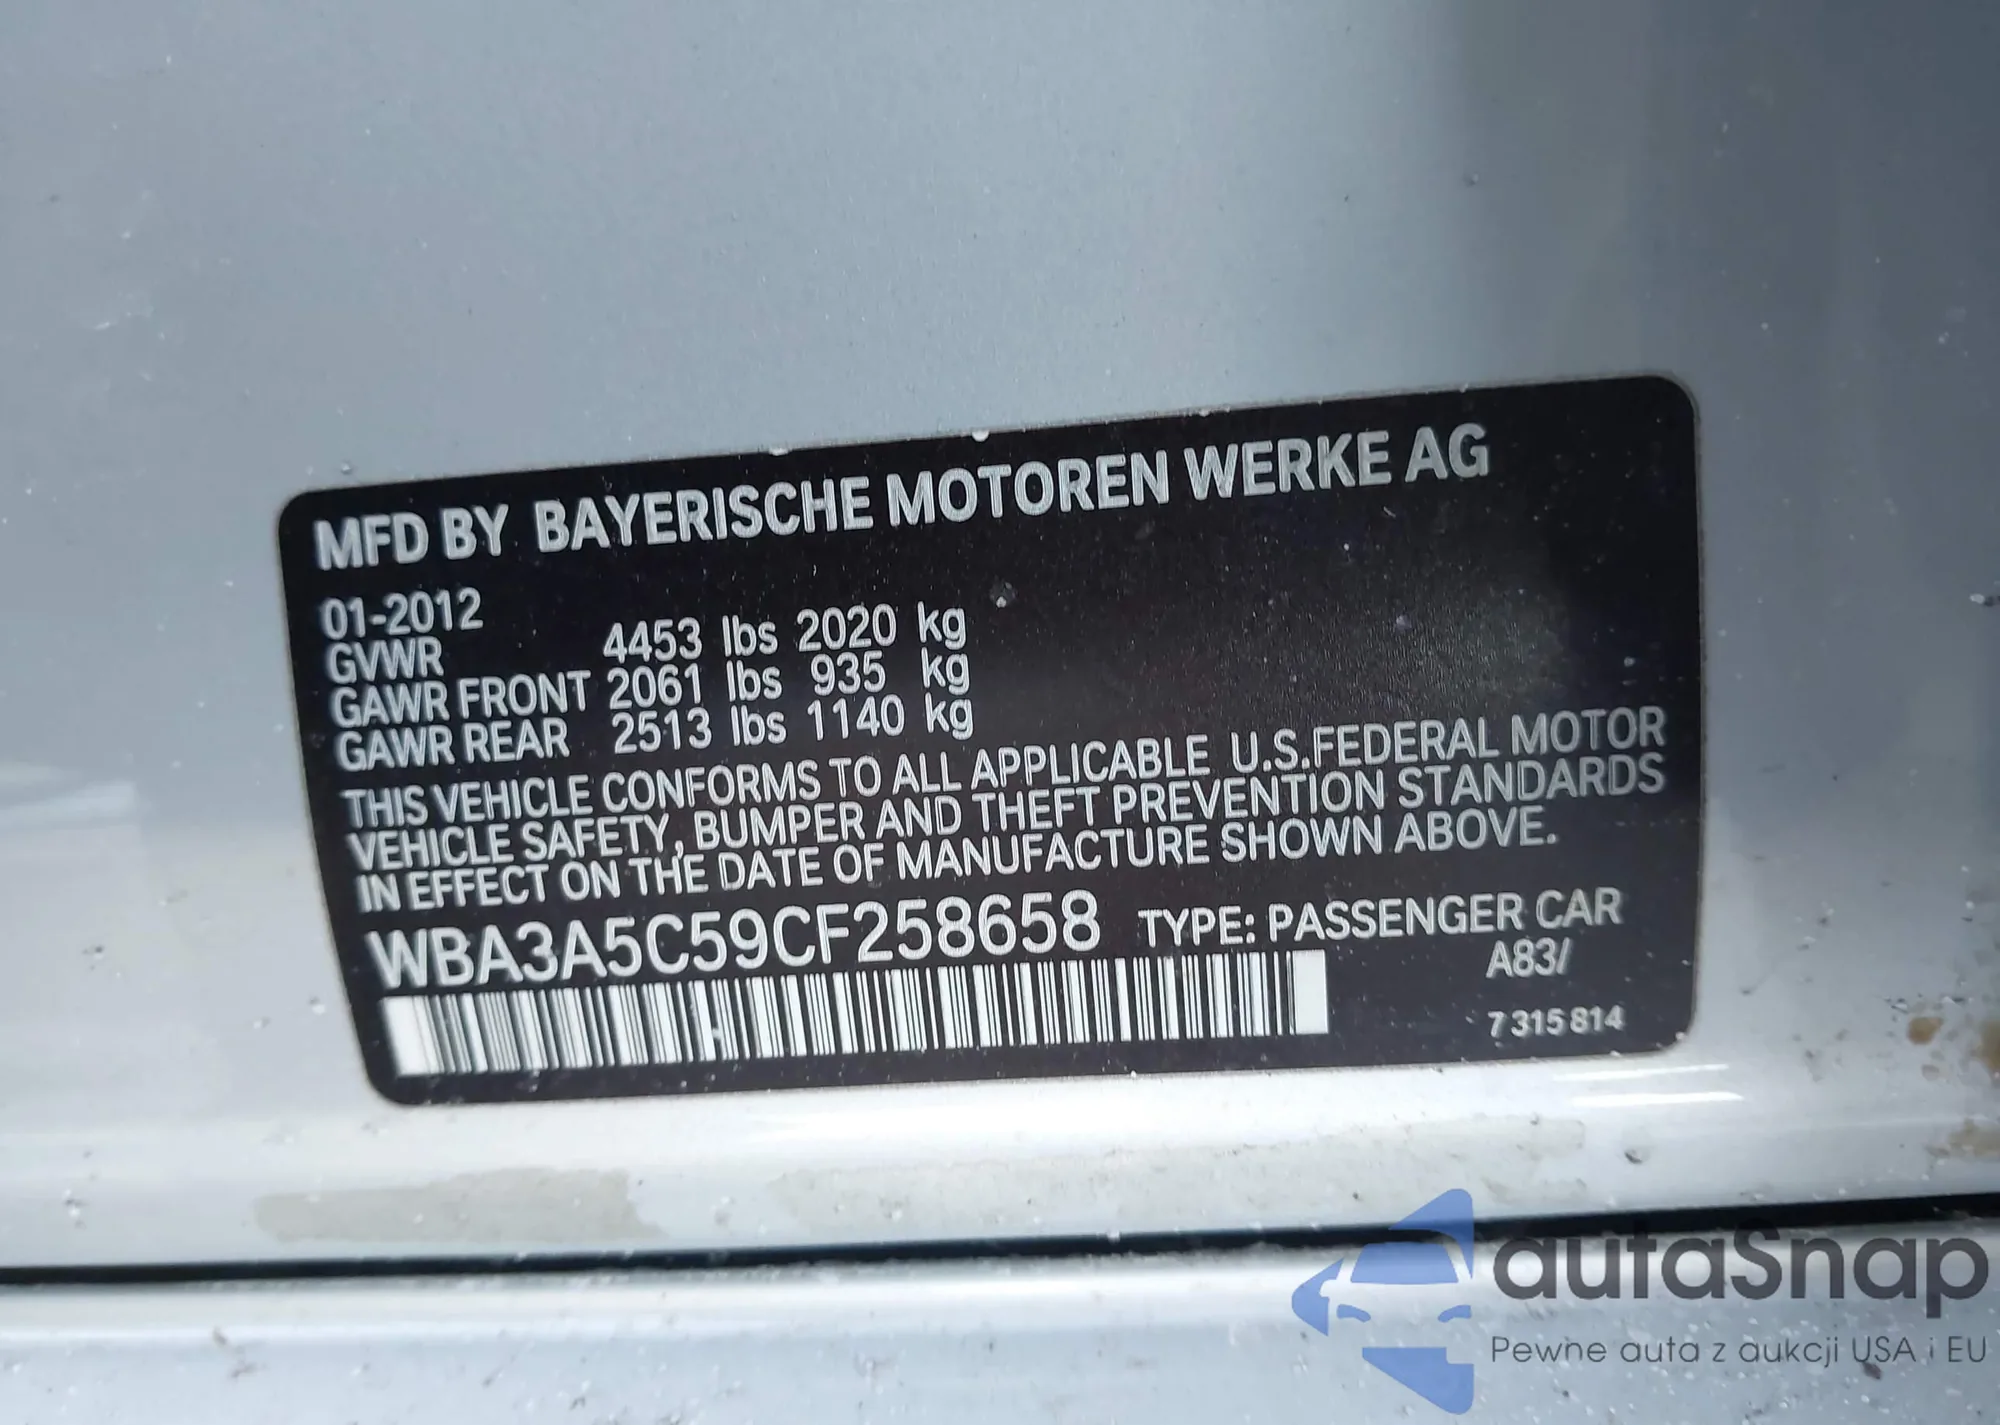 MFD BY BAYERISCHE MOTOREN WERKE AG
01-2012
GVWR 4453 lbs 2020 kg
GAWR FRONT 2061 lbs 935 kg
GAWR REAR 2513 lbs 1140 kg
THIS VEHICLE CONFORMS TO ALL APPLICABLE U.S.FEDERAL MOTOR
VEHICLE SAFETY, BUMPER AND THEFT PREVENTION STANDARDS
IN EFFECT ON THE DATE OF MANUFACTURE SHOWN ABOVE.
WBA3A5C59CF258658 TYPE: PASSENGER CAR
A83/
7 315 814
autaSnap
Pewne auta z aukcji USA i EU